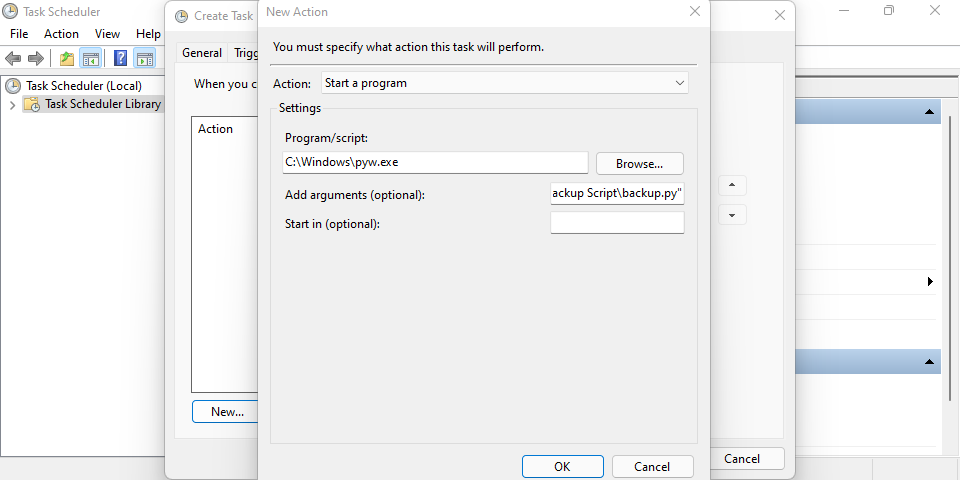 Task Scheduler
File Action View Help
Task Scheduler (Local)
Task Scheduler Library
Create Task
General Trigg
When you c
Action
New...
Cancel
New Action
You must specify what action this task will perform.
Action: Start a program
Settings
Program/script:
C:\Windows\pyw.exe
Browse...
Add arguments (optional): ackup Script\backup.py"
Start in (optional):
OK Cancel